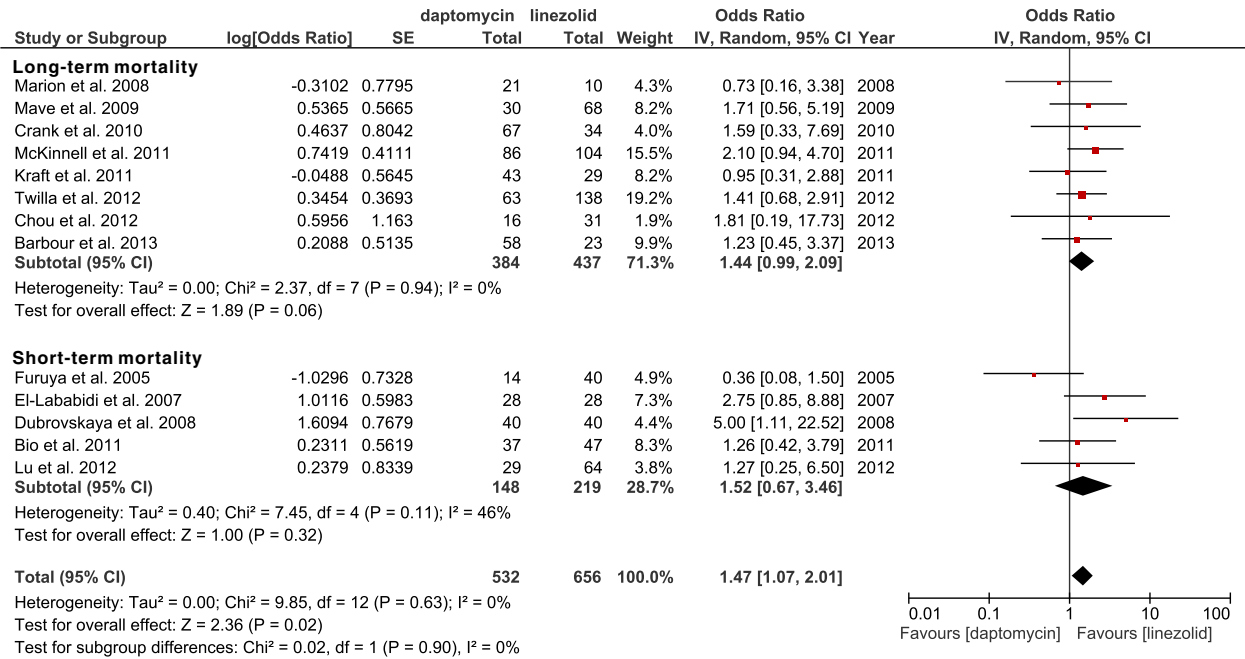 daptomycin linezolid Odds Ratio Odds Ratio
Study or Subgroup log[Odds Ratio] SE Total Total Weight IV, Random, 95% CI Year IV, Random, 95% CI
Long-term mortality
Marion et al. 2008 -0.3102 0.7795 21 10 4.3% 0.73 [0.16, 3.38] 2008
Mave et al. 2009 0.5365 0.5665 30 68 8.2% 1.71 [0.56, 5.19] 2009
Crank et al. 2010 0.4637 0.8042 67 34 4.0% 1.59 [0.33, 7.69] 2010
McKinnell et al. 2011 0.7419 0.4111 86 104 15.5% 2.10 [0.94, 4.70] 2011
Kraft et al. 2011 -0.0488 0.5645 43 29 8.2% 0.95 [0.31, 2.88] 2011
Twilla et al. 2012 0.3454 0.3693 63 138 19.2% 1.41 [0.68, 2.91] 2012
Chou et al. 2012 0.5956 1.163 16 31 1.9% 1.81 [0.19, 17.73] 2012
Barbour et al. 2013 0.2088 0.5135 58 23 9.9% 1.23 [0.45, 3.37] 2013
Subtotal (95% CI) 384 437 71.3% 1.44 [0.99, 2.09]
Heterogeneity: Tau² = 0.00; Chi² = 2.37, df = 7 (P = 0.94); I² = 0%
Test for overall effect: Z = 1.89 (P = 0.06)
Short-term mortality
Furuya et al. 2005 -1.0296 0.7328 14 40 4.9% 0.36 [0.08, 1.50] 2005
El-Lababidi et al. 2007 1.0116 0.5983 28 28 7.3% 2.75 [0.85, 8.88] 2007
Dubrovskaya et al. 2008 1.6094 0.7679 40 40 4.4% 5.00 [1.11, 22.52] 2008
Bio et al. 2011 0.2311 0.5619 37 47 8.3% 1.26 [0.42, 3.79] 2011
Lu et al. 2012 0.2379 0.8339 29 64 3.8% 1.27 [0.25, 6.50] 2012
Subtotal (95% CI) 148 219 28.7% 1.52 [0.67, 3.46]
Heterogeneity: Tau² = 0.40; Chi² = 7.45, df = 4 (P = 0.11); I² = 46%
Test for overall effect: Z = 1.00 (P = 0.32)
Total (95% CI) 532 656 100.0% 1.47 [1.07, 2.01]
Heterogeneity: Tau² = 0.00; Chi² = 9.85, df = 12 (P = 0.63); I² = 0%
Test for overall effect: Z = 2.36 (P = 0.02)
Test for subgroup differences: Chi² = 0.02, df = 1 (P = 0.90), I² = 0%
0.01 0.1 1 10 100
Favours [daptomycin] Favours [linezolid]